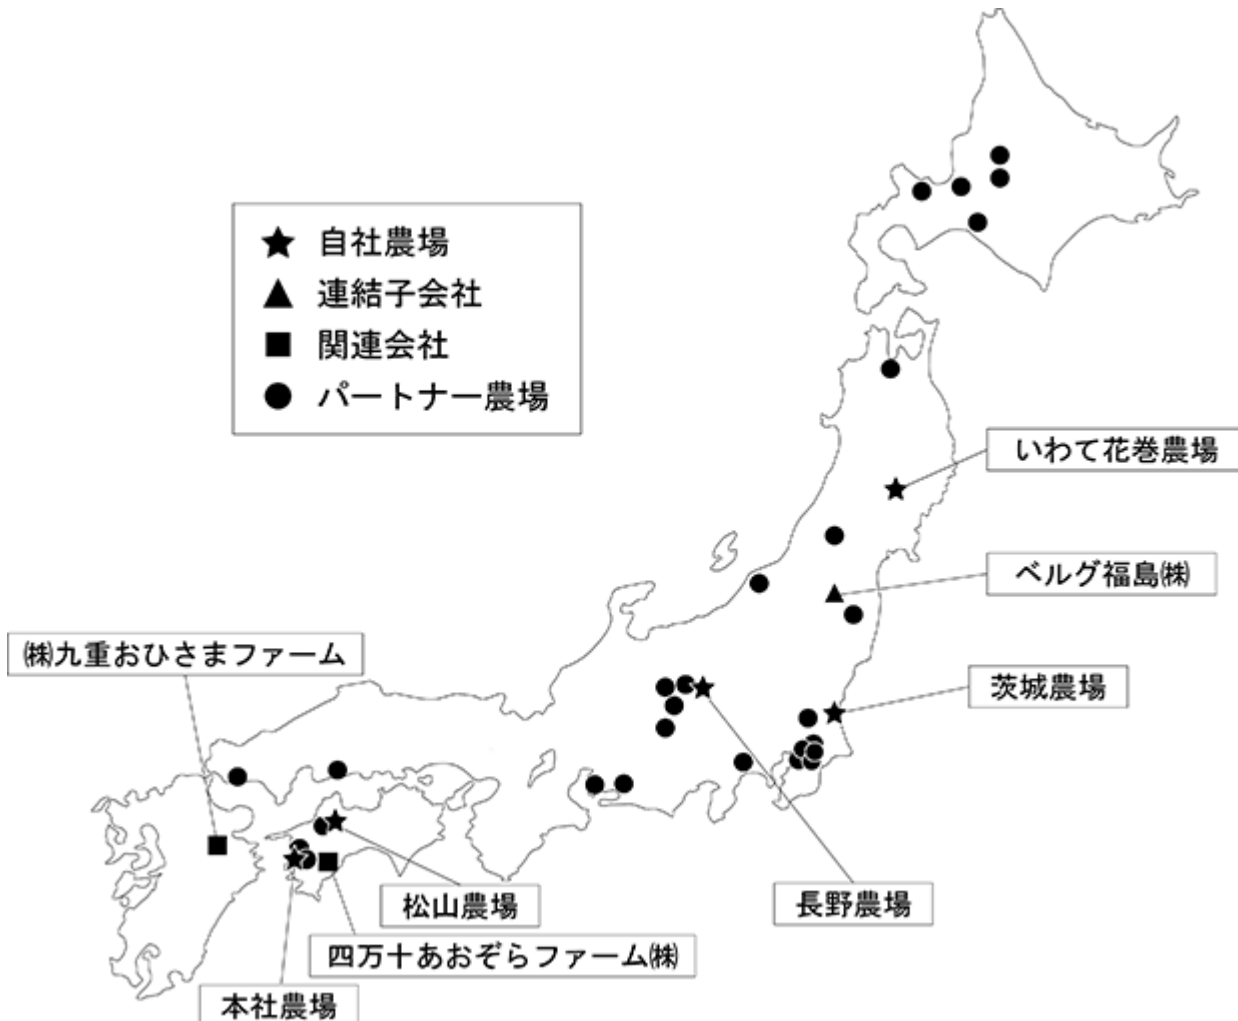 自社農場
連結子会社
関連会社
パートナー農場
いわて花巻農場
ベルグ福島㈱
㈱九重おひさまファーム
茨城農場
松山農場
長野農場
四万十あおぞらファーム㈱
本社農場